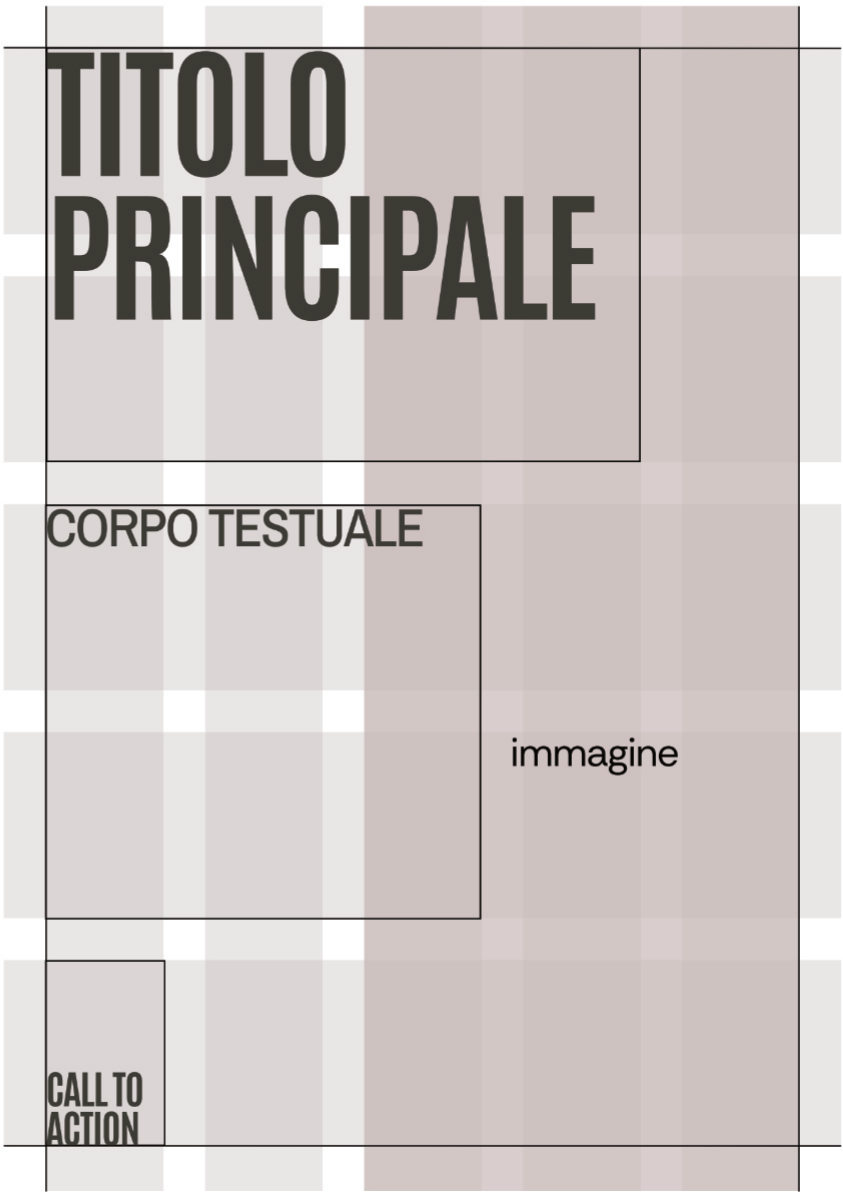 TITOLO
PRINCIPALE
CORPO TESTUALE
immagine
CALL TO
ACTION